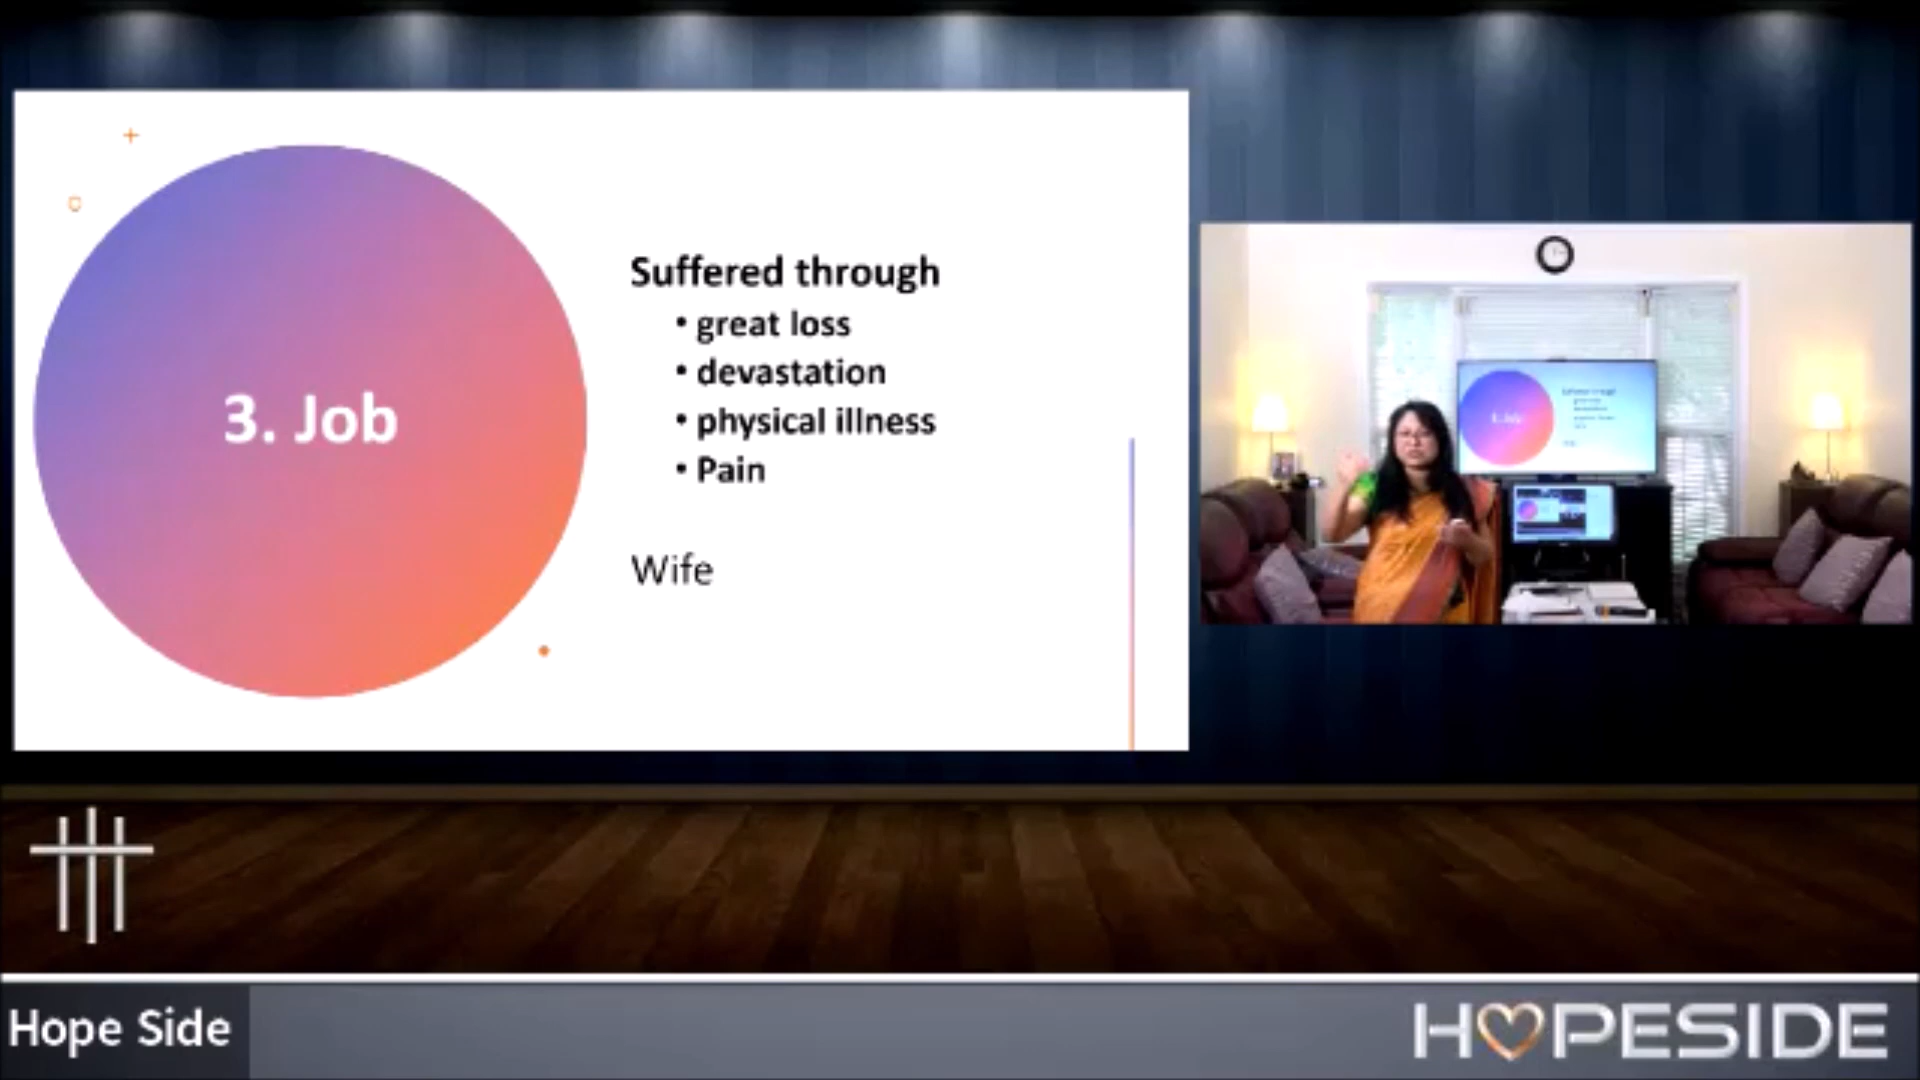 3. Job
Suffered through
• great loss
• devastation
• physical illness
• Pain
Wife
Hope Side
HOPESIDE